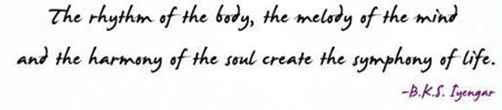 The rhythm of the body, the melody of the mind
and the harmony of the soul create the symphony of life.
-B.K.S. Iyengar